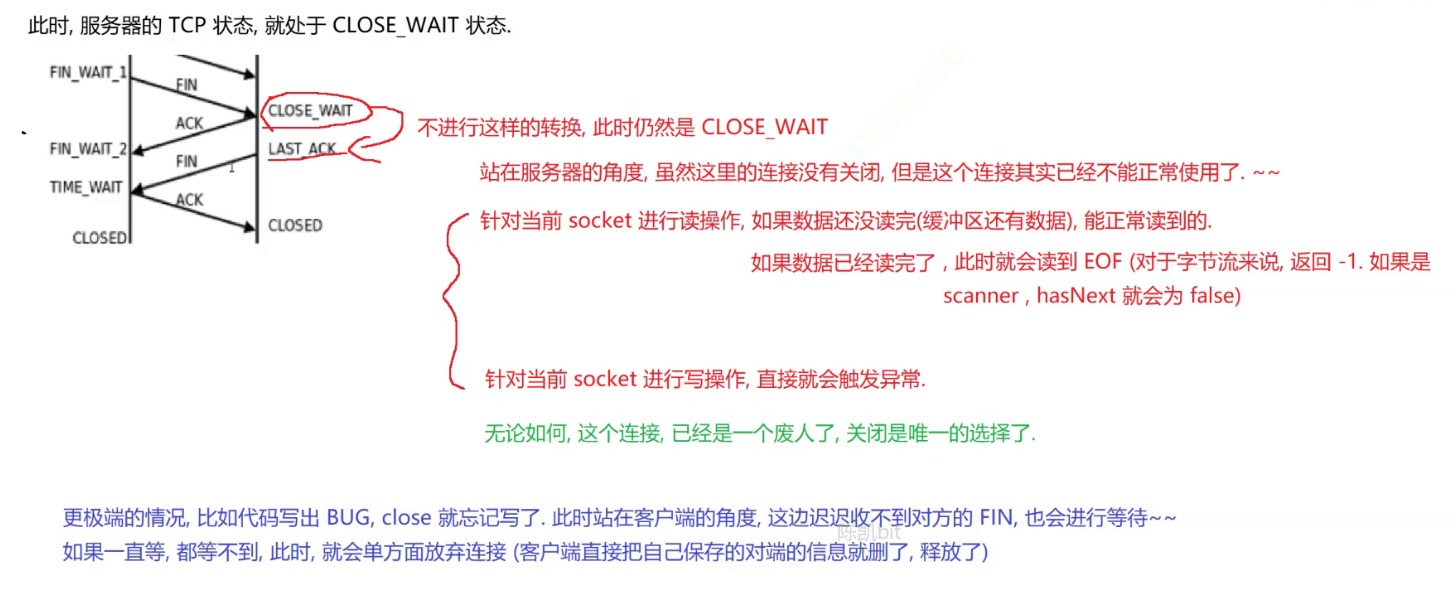 此时, 服务器的 TCP 状态, 就处于 CLOSE_WAIT 状态.
FIN_WAIT_1
FIN
CLOSE_WAIT
ACK
不进行这样的转换, 此时仍然是 CLOSE_WAIT
FIN_WAIT_2
LAST_ACK
FIN
站在服务器的角度, 虽然这里的连接没有关闭, 但是这个连接其实已经不能正常使用了. ~~
TIME_WAIT
ACK
CLOSED
CLOSED
针对当前 socket 进行读操作, 如果数据还没读完(缓冲区还有数据), 能正常读到的.
如果数据已经读完了 , 此时就会读到 EOF (对于字节流来说, 返回 -1. 如果是
scanner , hasNext 就会为 false)
针对当前 socket 进行写操作, 直接就会触发异常.
无论如何, 这个连接, 已经是一个废人了, 关闭是唯一的选择了.
更极端的情况, 比如代码写出 BUG, close 就忘记写了. 此时站在客户端的角度, 这边迟迟收不到对方的 FIN, 也会进行等待~~
陈凯bit
如果一直等, 都等不到, 此时, 就会单方面放弃连接 (客户端直接把自己保存的对端的信息就删了, 释放了)